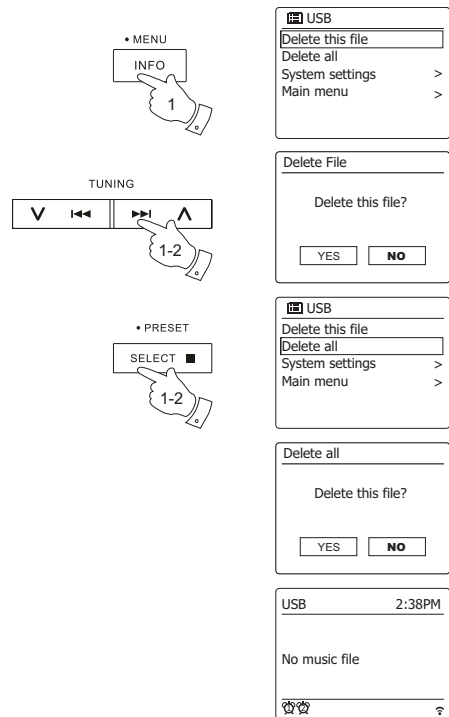 • MENU
INFO
1
TUNING
1-2
• PRESET
SELECT
1-2
USB
Delete this file
Delete all
System settings >
Main menu >
Delete File
Delete this file?
YES NO
USB
Delete this file
Delete all
System settings >
Main menu >
Delete all
Delete this file?
YES NO
USB 2:38PM
No music file